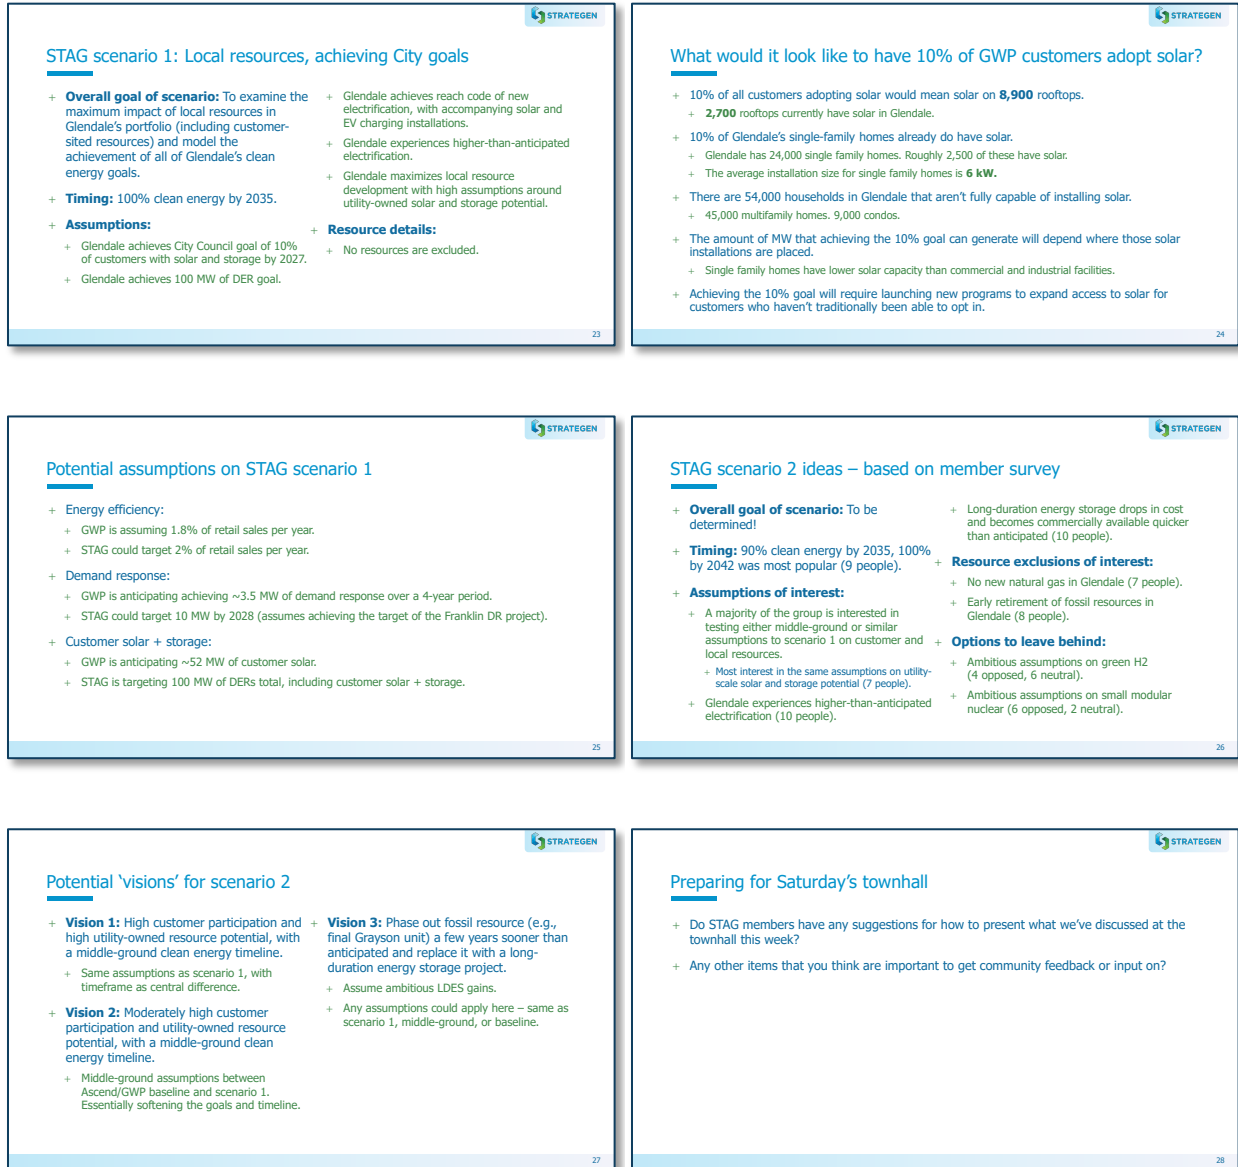 STRATEGEN
STAG scenario 1: Local resources, achieving City goals
+ Overall goal of scenario: To examine the
maximum impact of local resources in
Glendale's portfolio (including customer-
sited resources) and model the
achievement of all of Glendale's clean
energy goals.
+ Timing: 100% clean energy by 2035.
+ Assumptions:
+ Glendale achieves City Council goal of 10%
of customers with solar and storage by 2027.
+ Glendale achieves 100 MW of DER goal.
+ Glendale achieves reach code of new
electrification, with accompanying solar and
EV charging installations.
+ Glendale experiences higher-than-anticipated
electrification.
+ Glendale maximizes local resource
development with high assumptions around
utility-owned solar and storage potential.
+ Resource details:
+ No resources are excluded.
23
STRATEGEN
What would it look like to have 10% of GWP customers adopt solar?
+ 10% of all customers adopting solar would mean solar on 8,900 rooftops.
+ 2,700 rooftops currently have solar in Glendale.
+ 10% of Glendale's single-family homes already do have solar.
+ Glendale has 24,000 single family homes. Roughly 2,500 of these have solar.
+ The average installation size for single family homes is 6 kW.
+ There are 54,000 households in Glendale that aren't fully capable of installing solar.
+ 45,000 multifamily homes. 9,000 condos.
+ The amount of MW that achieving the 10% goal can generate will depend where those solar
installations are placed.
+ Single family homes have lower solar capacity than commercial and industrial facilities.
+ Achieving the 10% goal will require launching new programs to expand access to solar for
customers who haven't traditionally been able to opt in.
24
STRATEGEN
Potential assumptions on STAG scenario 1
+ Energy efficiency:
+ GWP is assuming 1.8% of retail sales per year.
+ STAG could target 2% of retail sales per year.
+ Demand response:
+ GWP is anticipating achieving ~3.5 MW of demand response over a 4-year period.
+ STAG could target 10 MW by 2028 (assumes achieving the target of the Franklin DR project).
+ Customer solar + storage:
+ GWP is anticipating ~52 MW of customer solar.
+ STAG is targeting 100 MW of DERs total, including customer solar + storage.
25
STRATEGEN
STAG scenario 2 ideas – based on member survey
+ Overall goal of scenario: To be
determined!
+ Timing: 90% clean energy by 2035, 100%
by 2042 was most popular (9 people).
+ Assumptions of interest:
+ A majority of the group is interested in
testing either middle-ground or similar
assumptions to scenario 1 on customer and
local resources.
+ Most interest in the same assumptions on utility-
scale solar and storage potential (7 people).
+ Glendale experiences higher-than-anticipated
electrification (10 people).
+ Long-duration energy storage drops in cost
and becomes commercially available quicker
than anticipated (10 people).
+ Resource exclusions of interest:
+ No new natural gas in Glendale (7 people).
+ Early retirement of fossil resources in
Glendale (8 people).
+ Options to leave behind:
+ Ambitious assumptions on green H2
(4 opposed, 6 neutral).
+ Ambitious assumptions on small modular
nuclear (6 opposed, 2 neutral).
26
STRATEGEN
Potential 'visions' for scenario 2
+ Vision 1: High customer participation and
high utility-owned resource potential, with
a middle-ground clean energy timeline.
+ Same assumptions as scenario 1, with
timeframe as central difference.
+ Vision 2: Moderately high customer
participation and utility-owned resource
potential, with a middle-ground clean
energy timeline.
+ Middle-ground assumptions between
Ascend/GWP baseline and scenario 1.
Essentially softening the goals and timeline.
+ Vision 3: Phase out fossil resource (e.g.,
final Grayson unit) a few years sooner than
anticipated and replace it with a long-
duration energy storage project.
+ Assume ambitious LDES gains.
+ Any assumptions could apply here – same as
scenario 1, middle-ground, or baseline.
27
STRATEGEN
Preparing for Saturday's townhall
+ Do STAG members have any suggestions for how to present what we've discussed at the
townhall this week?
+ Any other items that you think are important to get community feedback or input on?
28